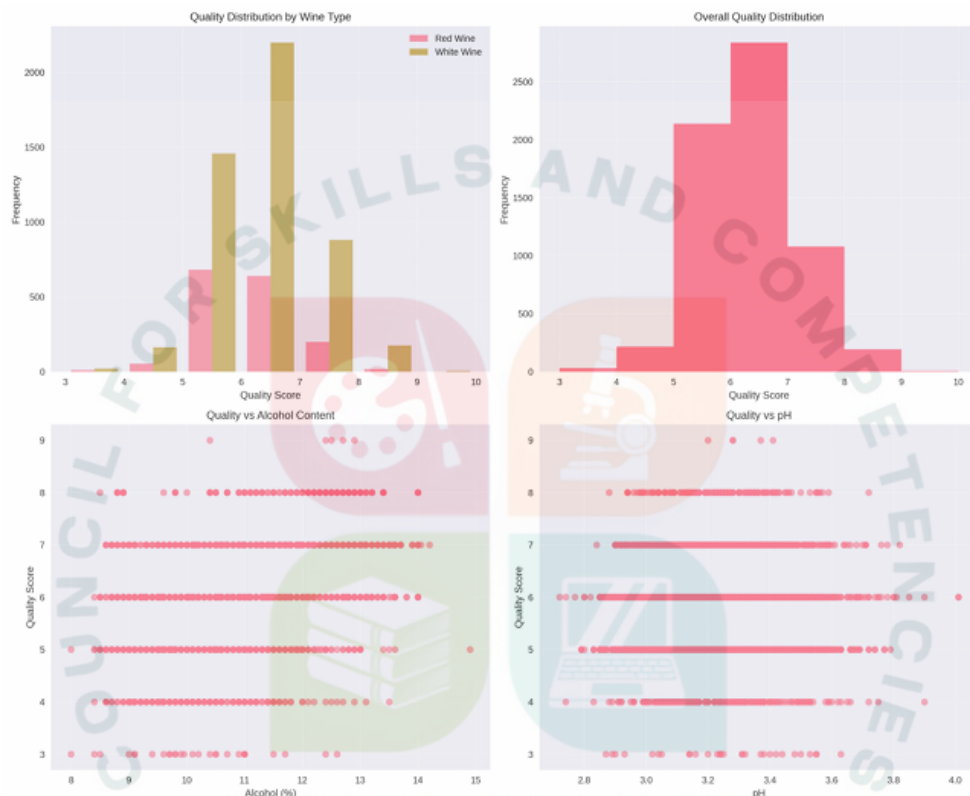 Quality Distribution by Wine Type
Red Wine
White Wine
2000
1500
1000
500
0
Frequency
3 4 5 6 7 8 9 10
Quality Score
Overall Quality Distribution
2500
2000
1500
1000
500
0
Frequency
3 4 5 6 7 8 9 10
Quality Score
Quality vs Alcohol Content
9
8
7
6
5
4
3
Quality Score
8 9 10 11 12 13 14 15
Alcohol (%)
Quality vs pH
9
8
7
6
5
4
3
Quality Score
2.8 3.0 3.2 3.4 3.6 3.8 4.0
pH
COUNCIL FOR SKILLS AND COMPETENCIES